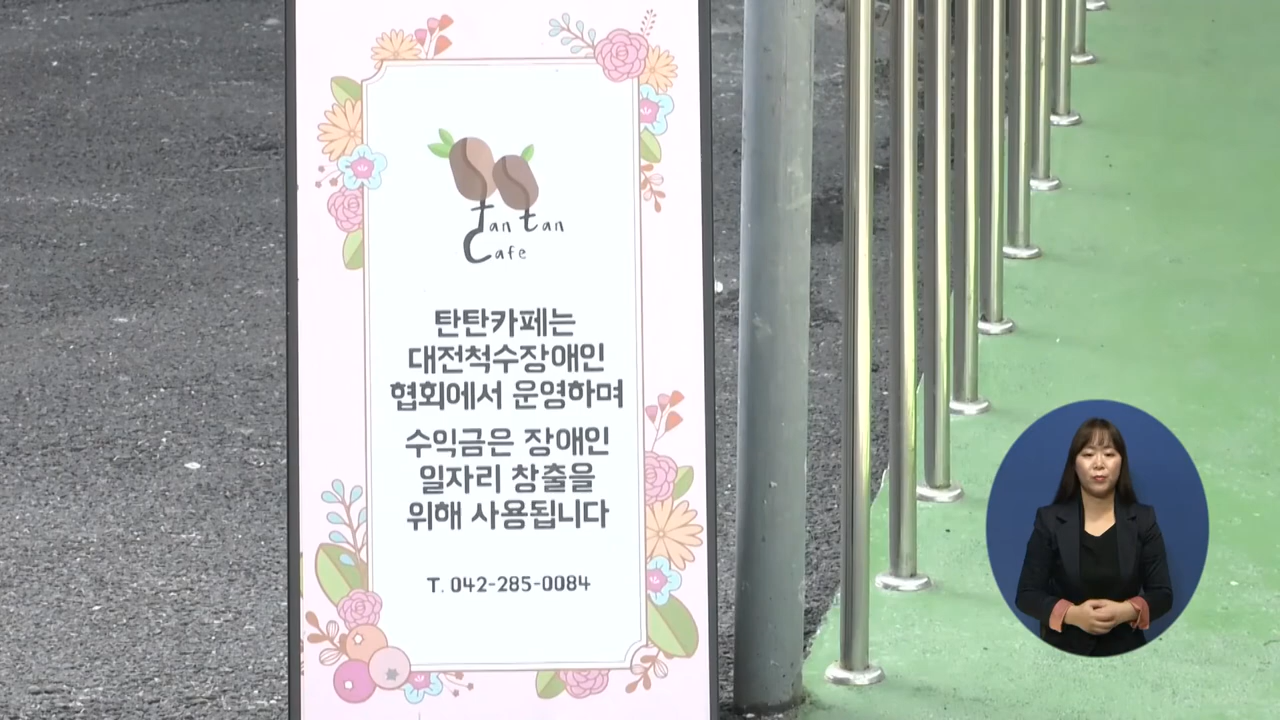 tan tan
Cafe
탄탄카페는
대전척수장애인
협회에서 운영하며
수익금은 장애인
일자리 창출을
위해 사용됩니다
T. 042-285-0084